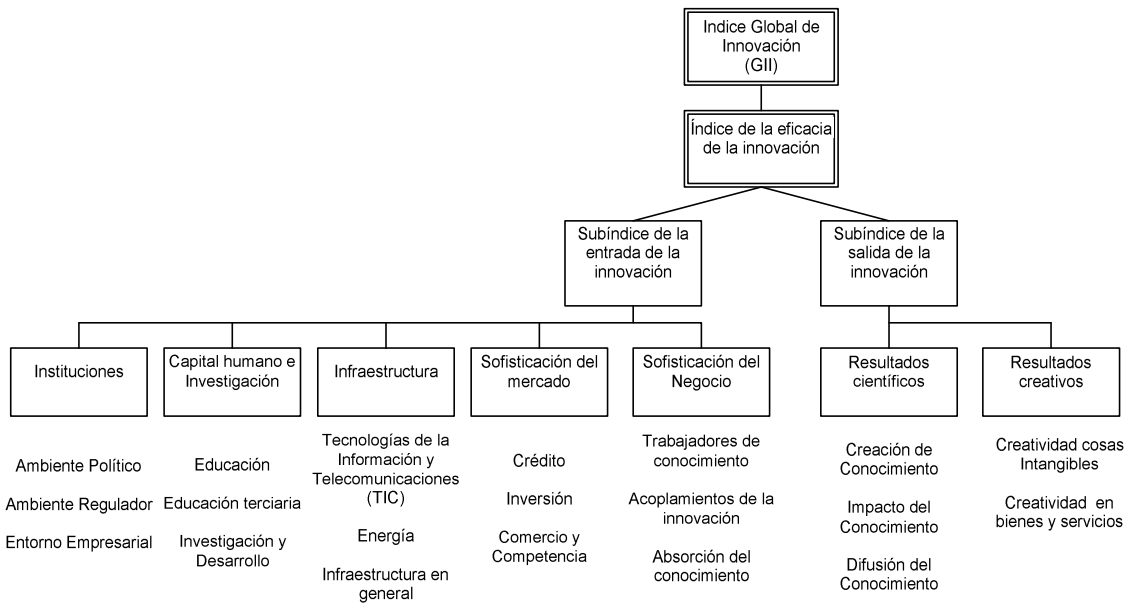 Indice Global de
Innovación
(GII)
Índice de la eficacia
de la innovación
Subíndice de la
entrada de la
innovación
Subíndice de la
salida de la
innovación
Instituciones
Capital humano e
Investigación
Infraestructura
Sofisticación del
mercado
Sofisticación del
Negocio
Resultados
científicos
Resultados
creativos
Ambiente Político
Ambiente Regulador
Entorno Empresarial
Educación
Educación terciaria
Investigación y
Desarrollo
Tecnologías de la
Información y
Telecomunicaciones
(TIC)
Energía
Infraestructura en
general
Crédito
Inversión
Comercio y
Competencia
Trabajadores de
conocimiento
Acoplamientos de la
innovación
Absorción del
conocimiento
Creación de
Conocimiento
Impacto del
Conocimiento
Difusión del
Conocimiento
Creatividad cosas
Intangibles
Creatividad en
bienes y servicios